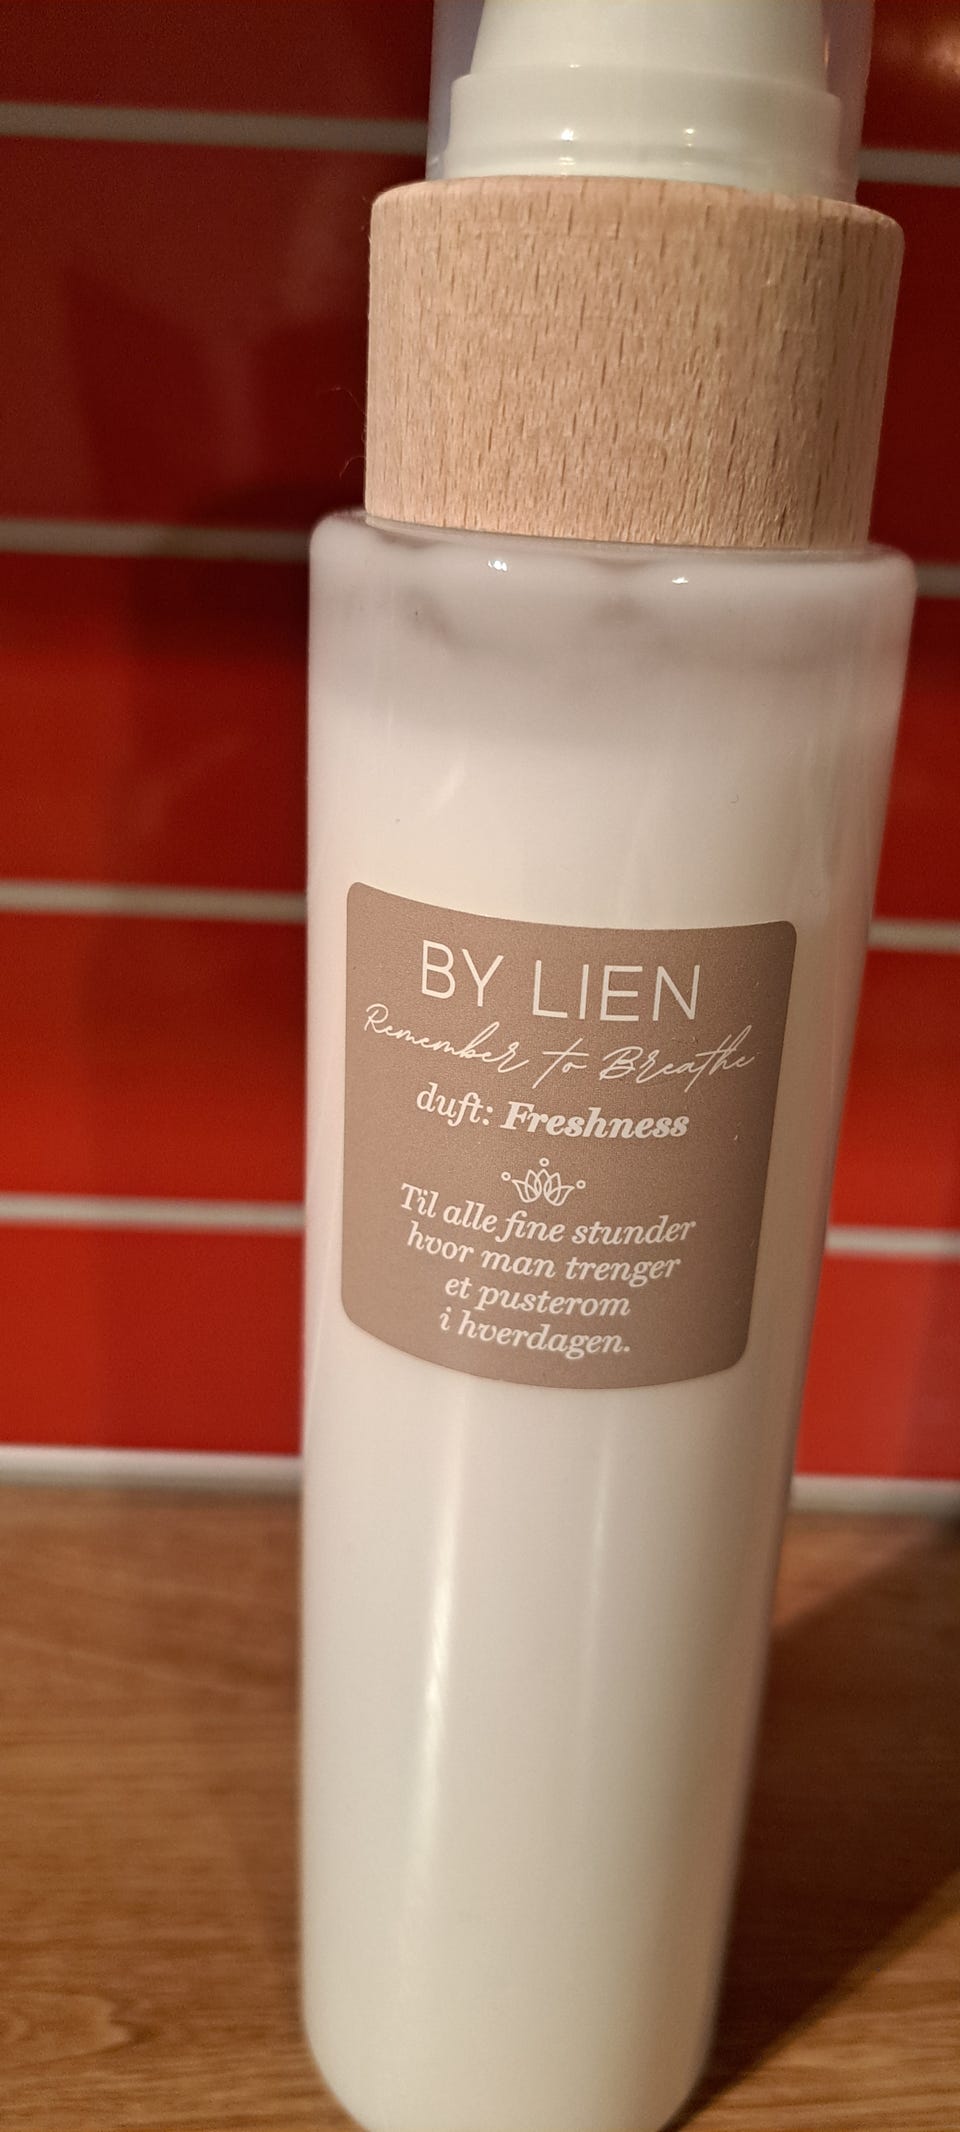 BY LIEN
Remember to Breathe
duft: Freshness
Til alle fine stunder
hvor man trenger
et pusterom
i hverdagen.